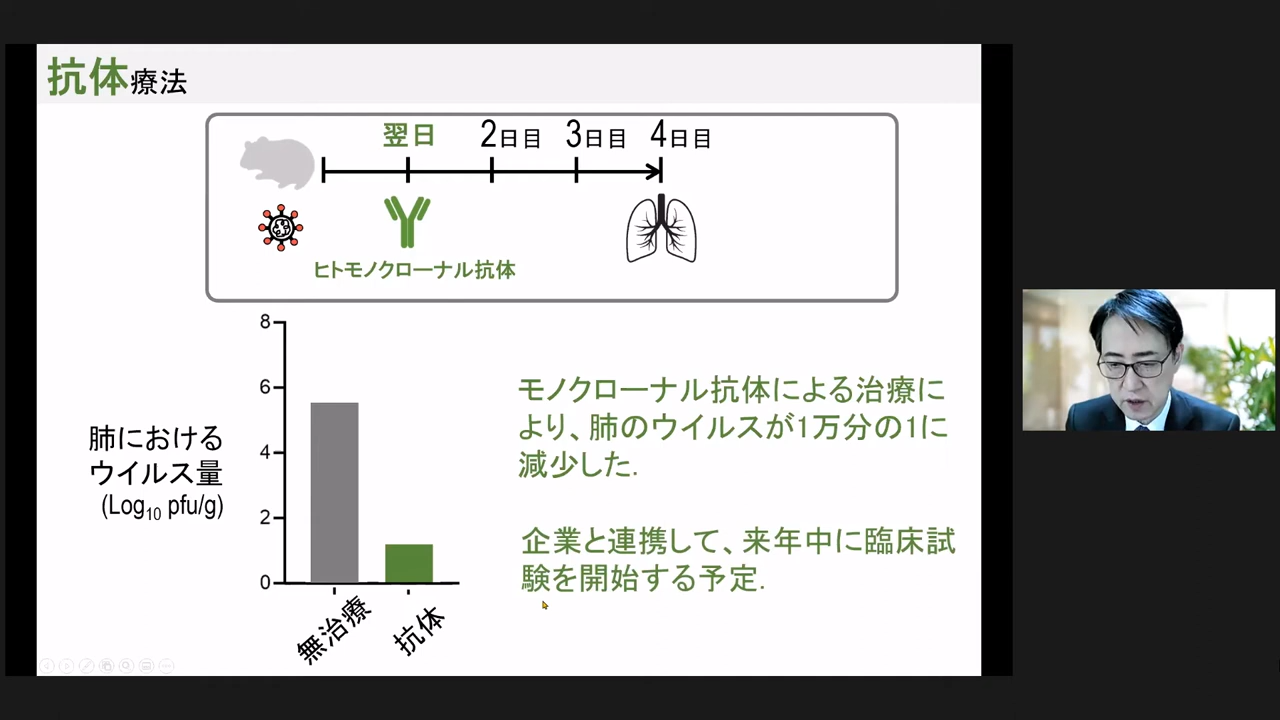 抗体療法
翌日 2日目 3日目 4日目
ヒトモノクローナル抗体
8
6
4
2
0
肺における
ウイルス量
(Log10 pfu/g)
無治療
抗体
モノクローナル抗体による治療に
より、肺のウイルスが1万分の1に
減少した.
企業と連携して、来年中に臨床試
験を開始する予定.